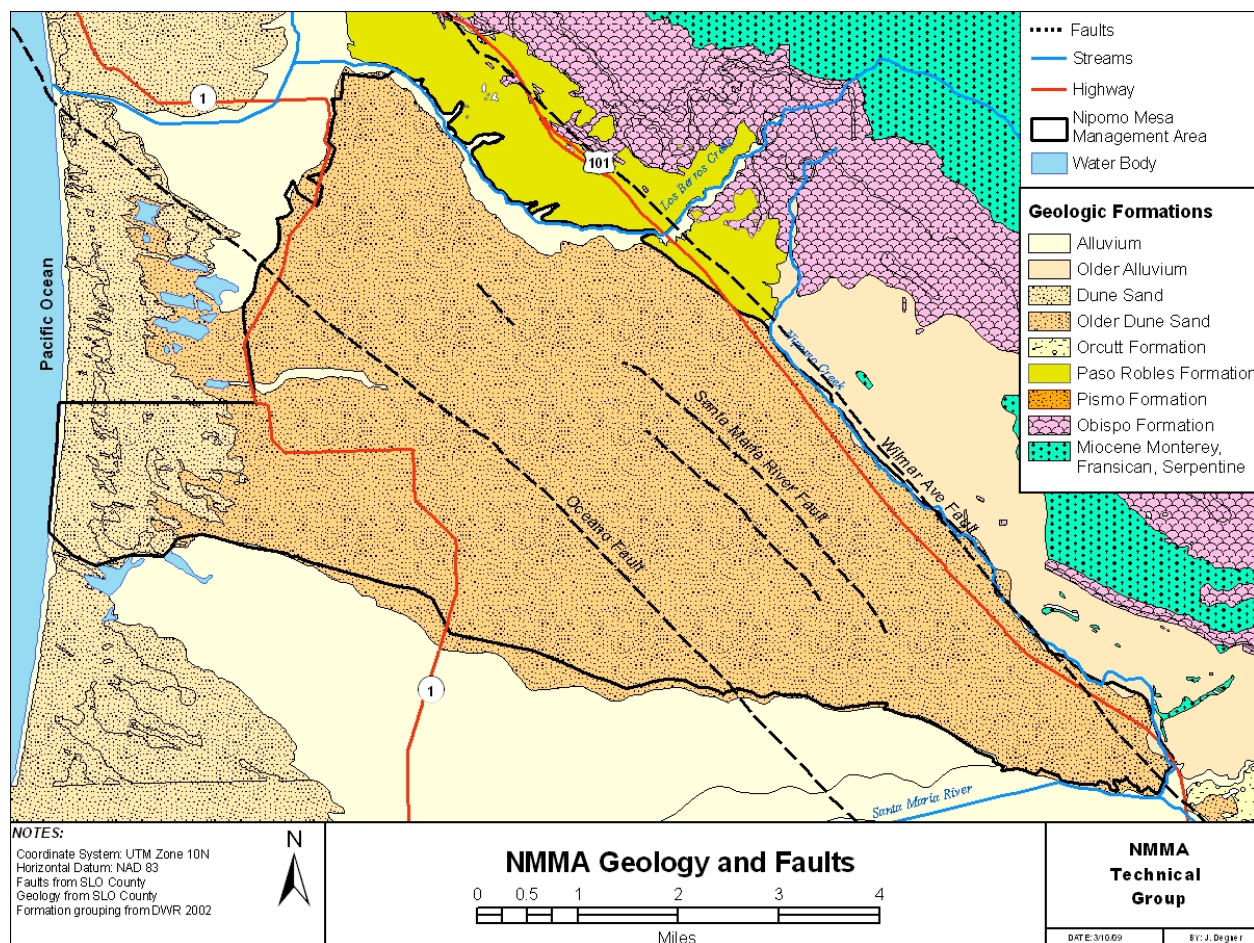 1
101
Los Berros Creek
Pacific Ocean
Nipomo Creek
Santa Maria River Fault
Wilmar Ave Fault
Oceano Fault
1
Santa Maria River
Faults
Streams
Highway
Nipomo Mesa
Management Area
Water Body
Geologic Formations
Alluvium
Older Alluvium
Dune Sand
Older Dune Sand
Orcutt Formation
Paso Robles Formation
Pismo Formation
Obispo Formation
Miocene Monterey,
Fransican, Serpentine
NOTES:
Coordinate System: UTM Zone 10N
Horizontal Datum: NAD 83
Faults from SLO County
Geology from SLO County
Formation grouping from DWR 2002
N
NMMA Geology and Faults
0 0.5 1 2 3 4
Miles
NMMA
Technical
Group
DATE: 3/10/09
BY: J. Degner